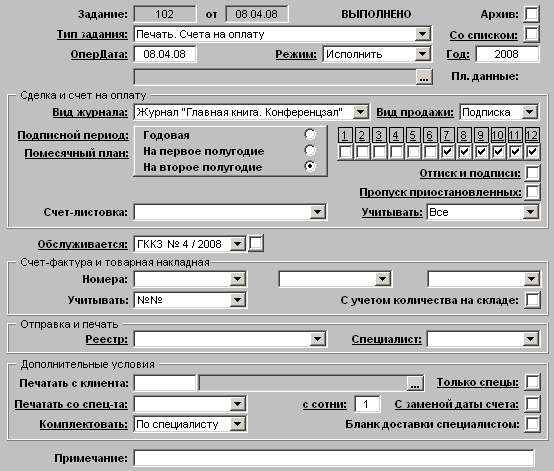 Задание: 102 от 08.04.08 ВЫПОЛНЕНО Архив:
Тип задания: Печать. Счета на оплату Со списком:
ОперДата: 08.04.08 Режим: Исполнить Год: 2008
... Пл. данные:
Сделка и счет на оплату
Вид журнала: Журнал "Главная книга. Конференцзал" Вид продажи: Подписка
Подписной период: Годовая 1 2 3 4 5 6 7 8 9 10 11 12
Помесячный план: На первое полугодие
На второе полугодие
Оттиск и подписи:
Пропуск приостановленных:
Счет-листовка: Учитывать: Все
Обслуживается: ГККЗ № 4 / 2008
Счет-фактура и товарная накладная
Номера:
Учитывать: №№ С учетом количества на складе:
Отправка и печать
Реестр: Специалист:
Дополнительные условия
Печатать с клиента: ... Только спецы:
Печатать со спец-та: с сотни: 1 С заменой даты счета:
Комплектовать: По специалисту Бланк доставки специалистом:
Примечание: